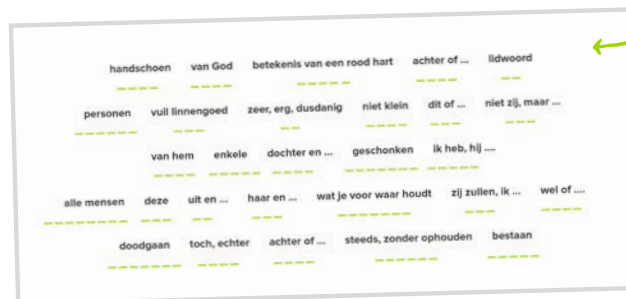 handschoen van God betekenis van een rood hart achter of ... lidwoord
personen vuil linnengoed zeer, erg, dusdanig niet klein dit of ... niet zij, maar ...
van hem enkele dochter en ... geschonken ik heb, hij ....
alle mensen deze uit en ... haar en ... wat je voor waar houdt zij zullen, ik ... wel of ....
doodgaan toch, echter achter of ... steeds, zonder ophouden bestaan